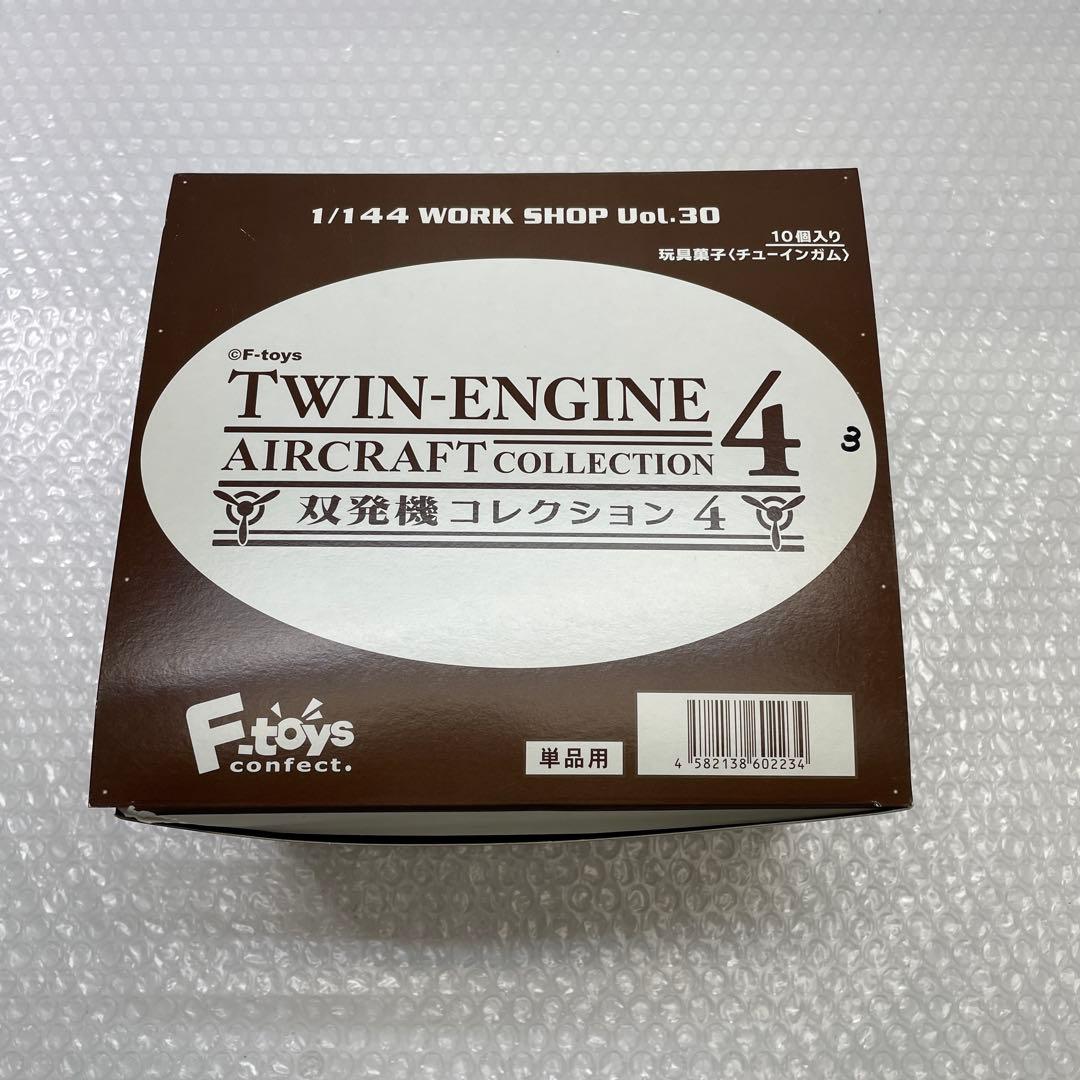 1/144 WORK SHOP Vol.30
10個入り
玩具菓子〈チューインガム〉
©F-toys
TWIN-ENGINE 4
AIRCRAFT COLLECTION
双発機コレクション 4
3
F-toys
confect.
単品用
4 582138 602234